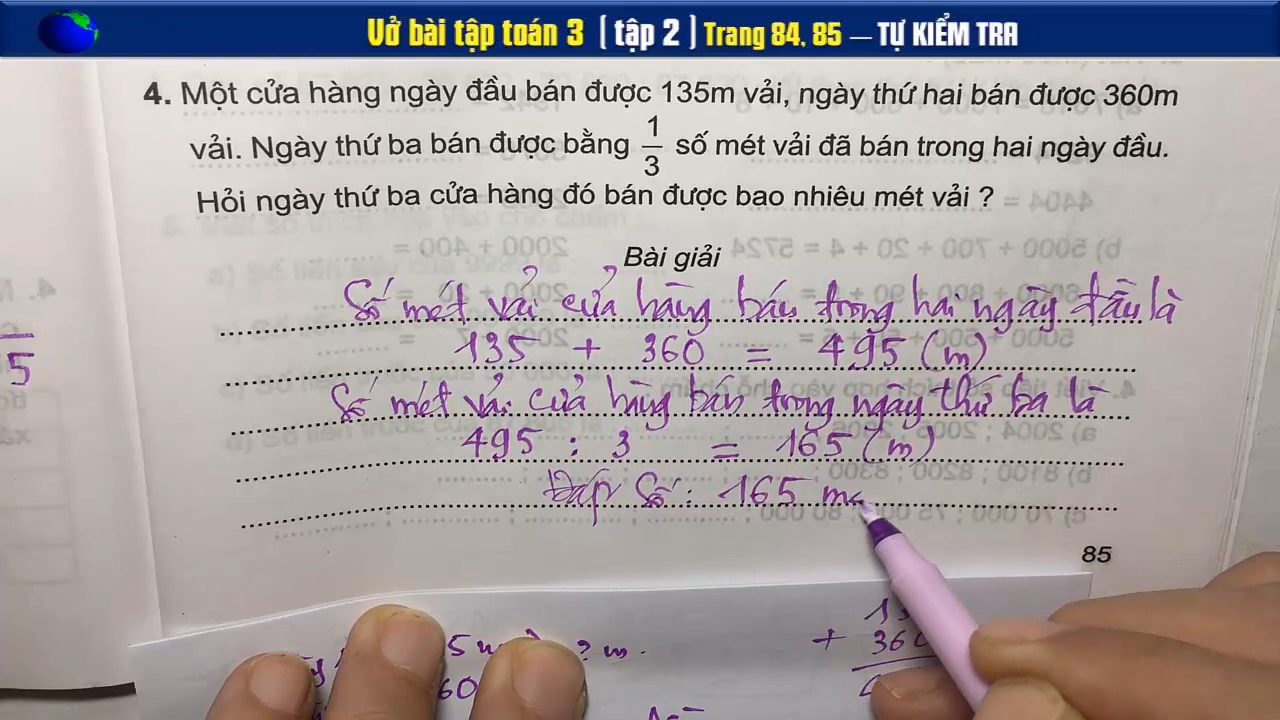 Vở bài tập toán 3 ( tập 2 ) Trang 84. 85 — TỰ KIỂM TRA
4. Một cửa hàng ngày đầu bán được 135m vải, ngày thứ hai bán được 360m
vải. Ngày thứ ba bán được bằng 1/3 số mét vải đã bán trong hai ngày đầu.
Hỏi ngày thứ ba cửa hàng đó bán được bao nhiêu mét vải ?
Bài giải
Số mét vải cửa hàng bán trong hai ngày đầu là
135 + 360 = 495 (m)
5
Số mét vải cửa hàng bán trong ngày thứ ba là
495 : 3 = 165 (m)
Đáp số : 165 mé
85
? m.
+ 360